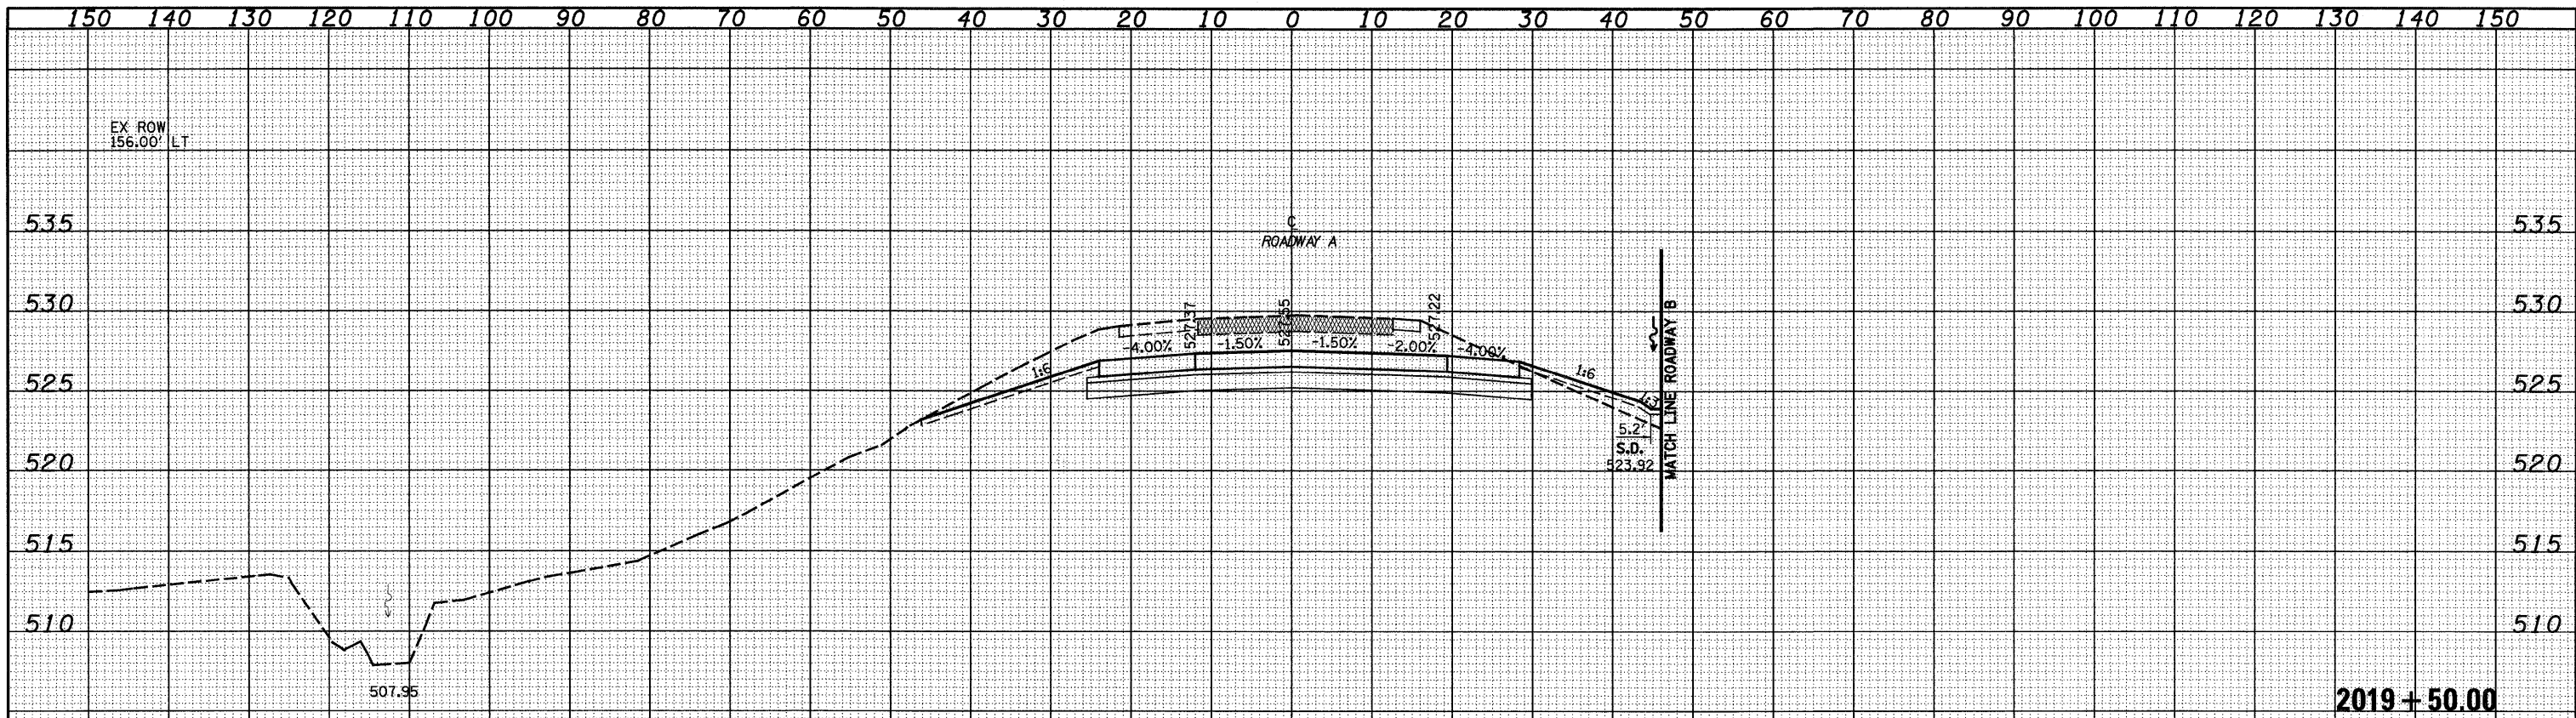 150 140 130 120 110 100 90 80 70 60 50 40 30 20 10 0 10 20 30 40 50 60 70 80 90 100 110 120 130 140 150
EX ROW
156.00' LT
535 535
℄
ROADWAY A
530 530
527.37 527.55 527.22
-4.00% -1.50% -1.50% -2.00% -4.00%
1:6 1:6
525 525
1:3
MATCH LINE ROADWAY B
5.2'
S.D.
523.92
520 520
515 515
510 510
507.95
2019+50.00